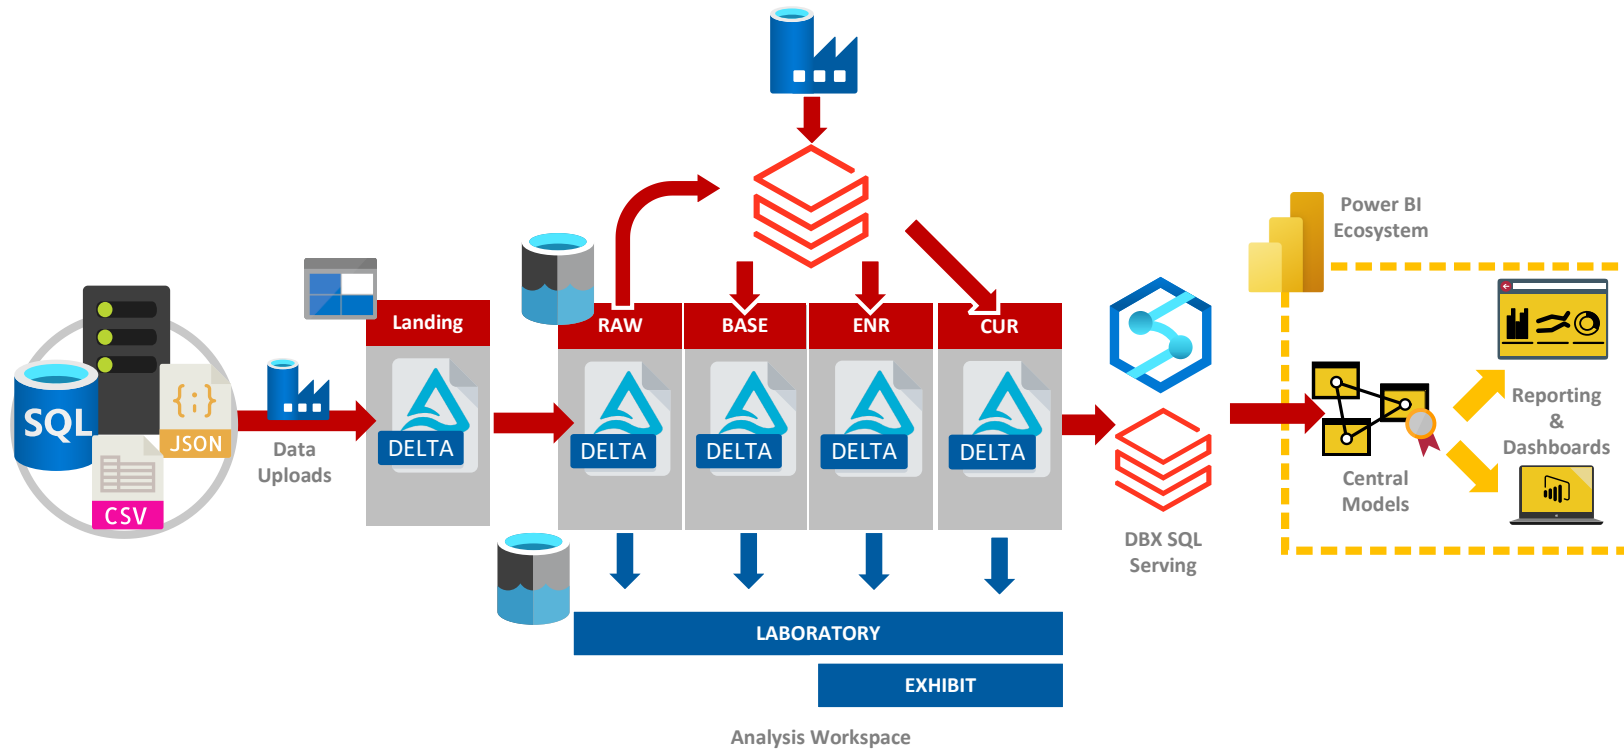 Power BI
Ecosystem
Landing
RAW
BASE
ENR
CUR
SQL
{;}
JSON
CSV
Data
Uploads
DELTA
DELTA
DELTA
DELTA
DELTA
DBX SQL
Serving
Central
Models
Reporting
&
Dashboards
LABORATORY
EXHIBIT
Analysis Workspace